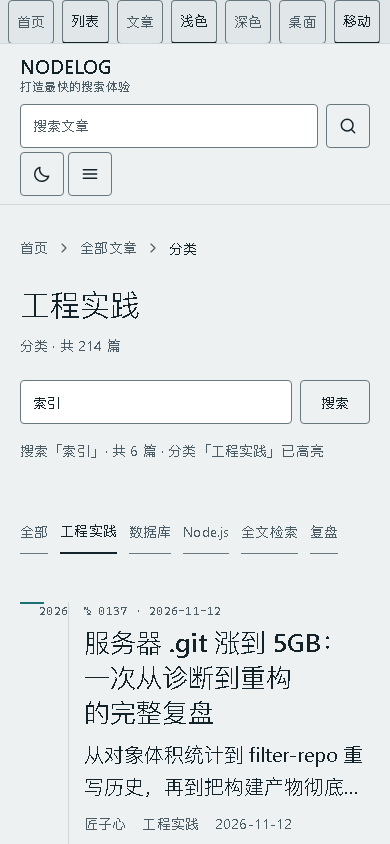 首页 列表 文章 浅色 深色 桌面 移动
NODELOG
打造最快的搜索体验
搜索文章
首页 全部文章 分类
工程实践
分类 · 共 214 篇
索引 搜索
搜索「索引」· 共 6 篇 · 分类「工程实践」已高亮
全部 工程实践 数据库 Node.js 全文检索 复盘
2026 № 0137 · 2026-11-12
服务器 .git 涨到 5GB：
一次从诊断到重构
的完整复盘
从对象体积统计到 filter-repo 重
写历史，再到把构建产物彻底…
匠子心 工程实践 2026-11-12